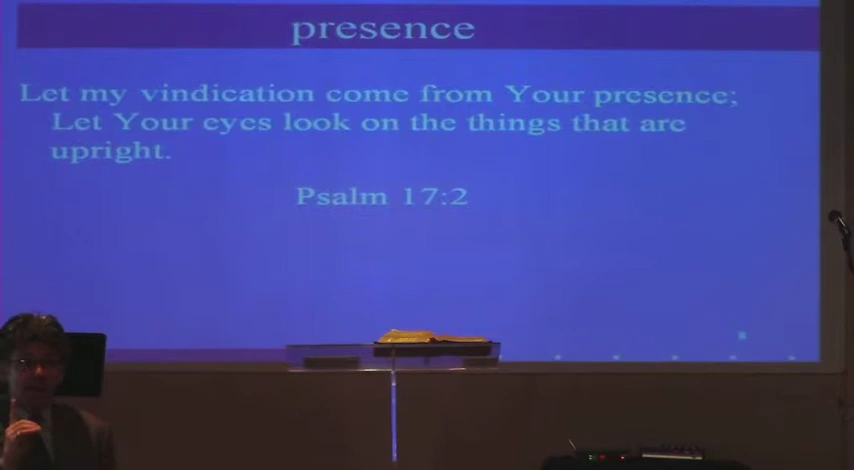 presence
Let my vindication come from Your presence;
Let Your eyes look on the things that are
upright.
Psalm 17:2